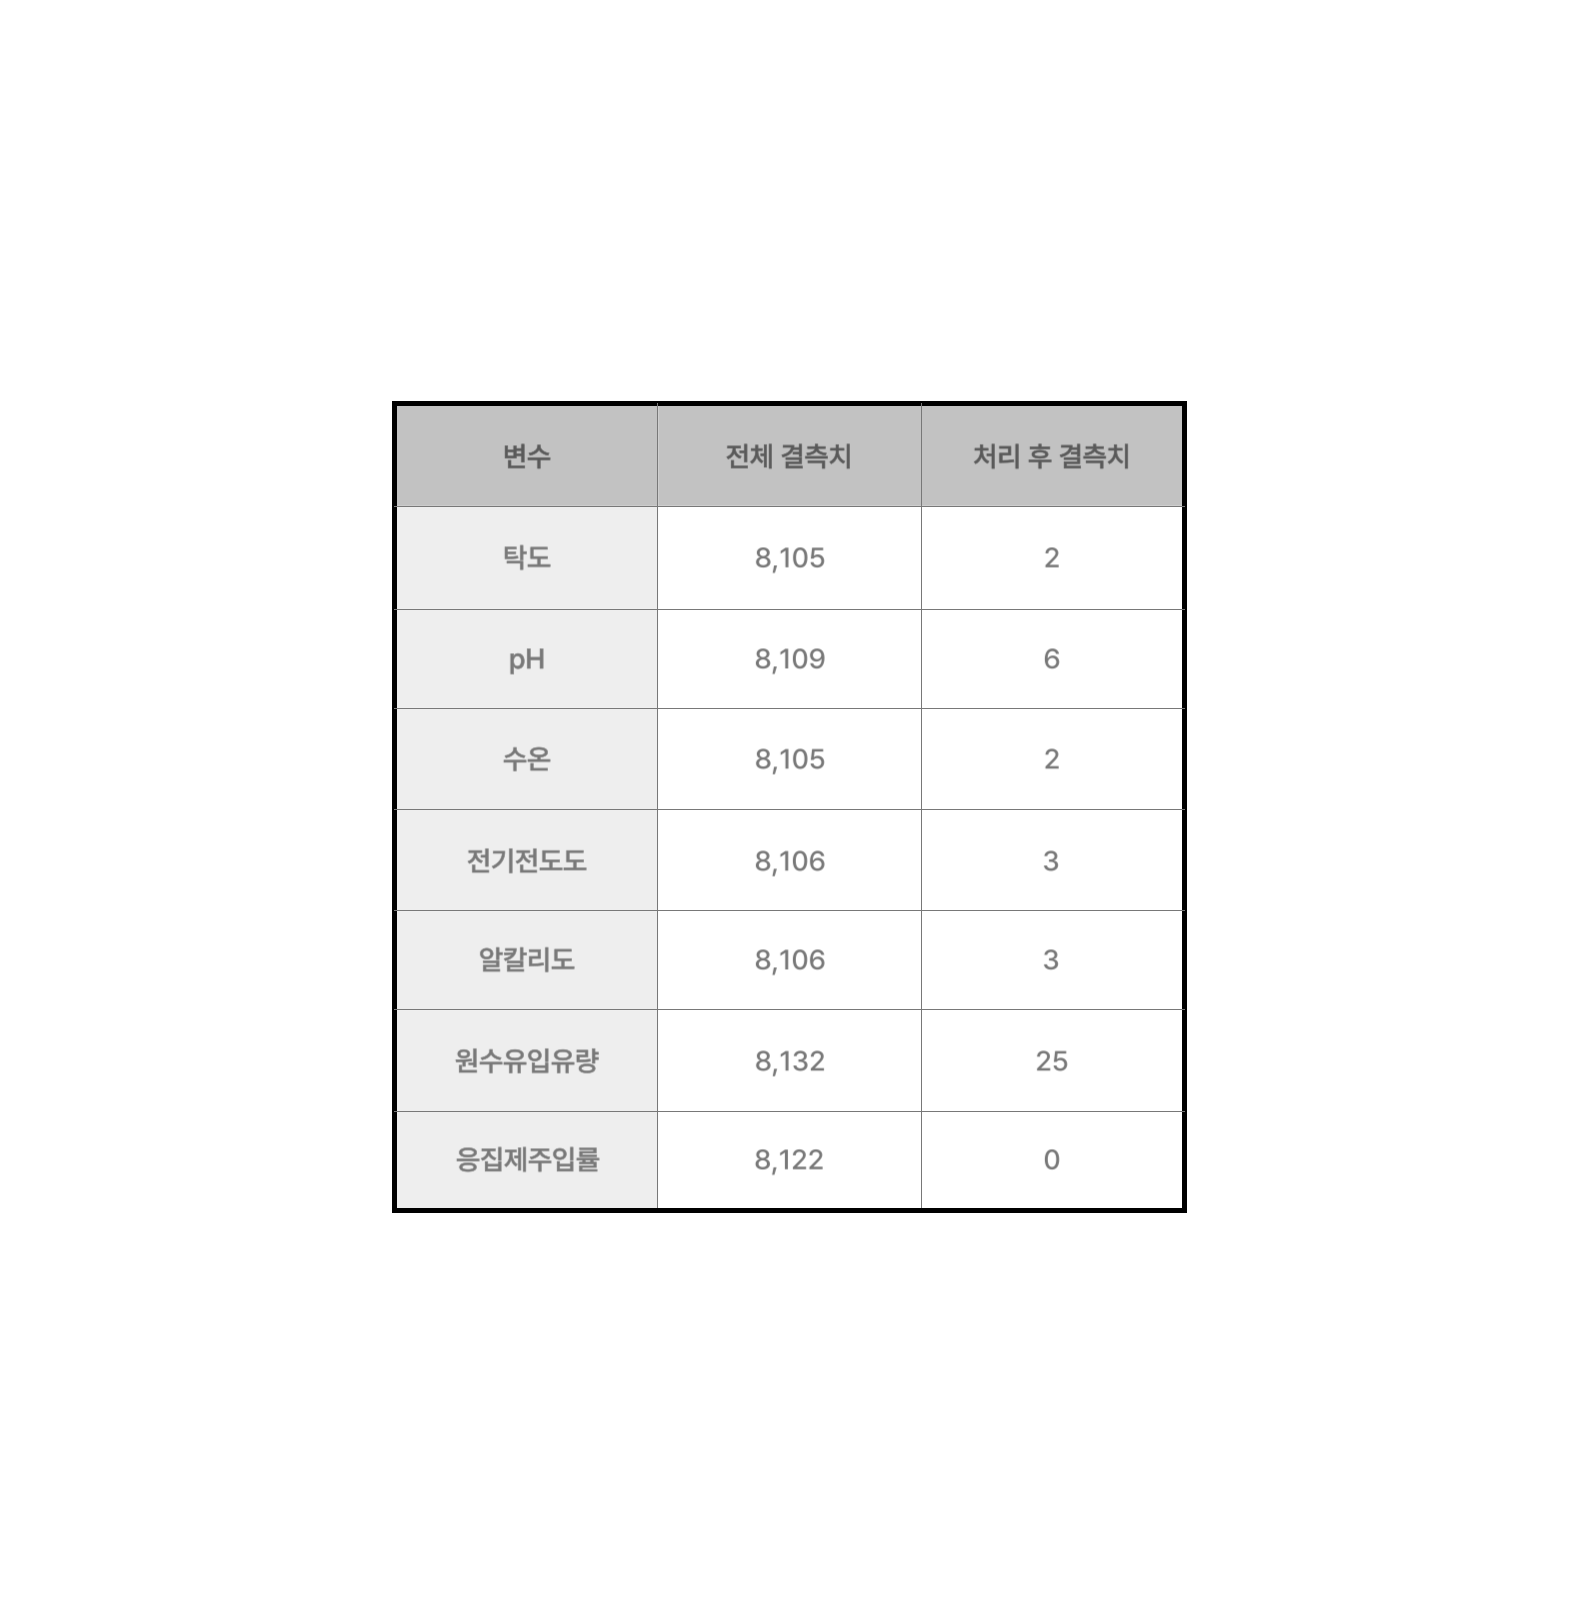 변수 전체 결측치 처리 후 결측치
탁도 8,105 2
pH 8,109 6
수온 8,105 2
전기전도도 8,106 3
알칼리도 8,106 3
원수유입유량 8,132 25
응집제주입률 8,122 0